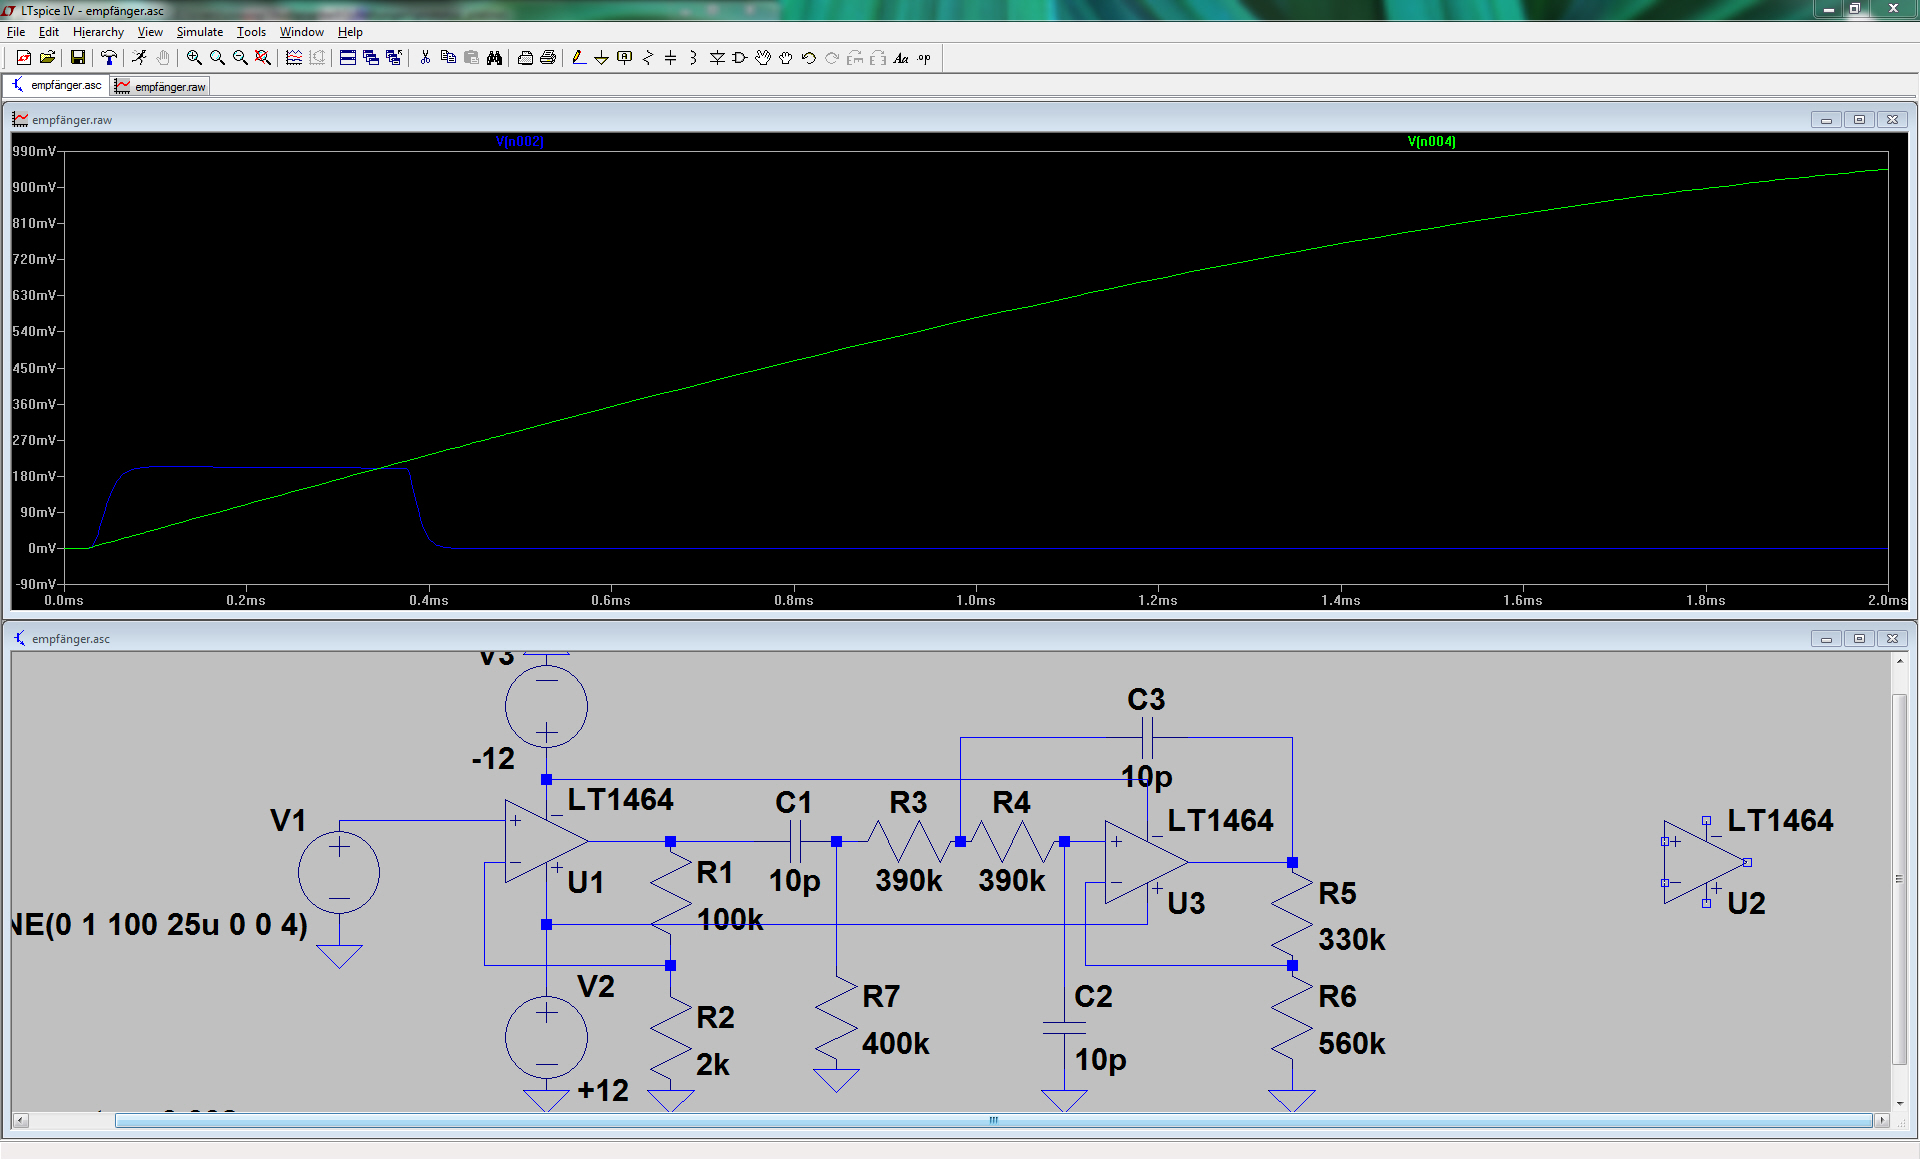 LTspice IV - empfänger.asc
File Edit Hierarchy View Simulate Tools Window Help
empfänger.asc empfänger.raw
empfänger.raw
V(n002) V(n004)
990mV
900mV
810mV
720mV
630mV
540mV
450mV
360mV
270mV
180mV
90mV
0mV
-90mV
0.0ms 0.2ms 0.4ms 0.6ms 0.8ms 1.0ms 1.2ms 1.4ms 1.6ms 1.8ms 2.0ms
empfänger.asc
V3
-12
V1
NE(0 1 100 25u 0 0 4)
LT1464
U1
V2
+12
R1
100k
R2
2k
C1
10p
R7
400k
R3
390k
R4
390k
C3
10p
LT1464
U3
C2
10p
R5
330k
R6
560k
LT1464
U2